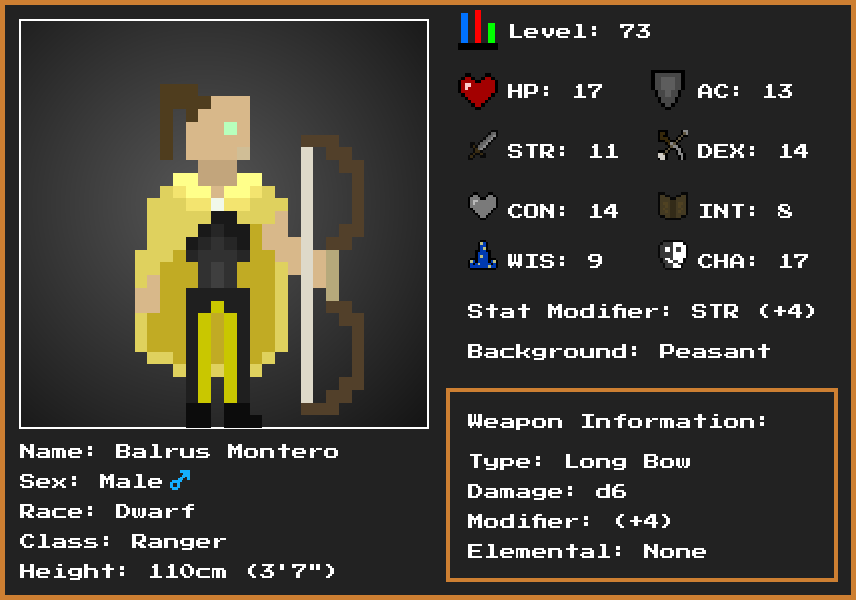 Level: 73
HP: 17
AC: 13
STR: 11
DEX: 14
CON: 14
INT: 8
WIS: 9
CHA: 17
Stat Modifier: STR (+4)
Background: Peasant
Weapon Information:
Type: Long Bow
Damage: d6
Modifier: (+4)
Elemental: None
Name: Balrus Montero
Sex: Male ♂
Race: Dwarf
Class: Ranger
Height: 110cm (3'7")